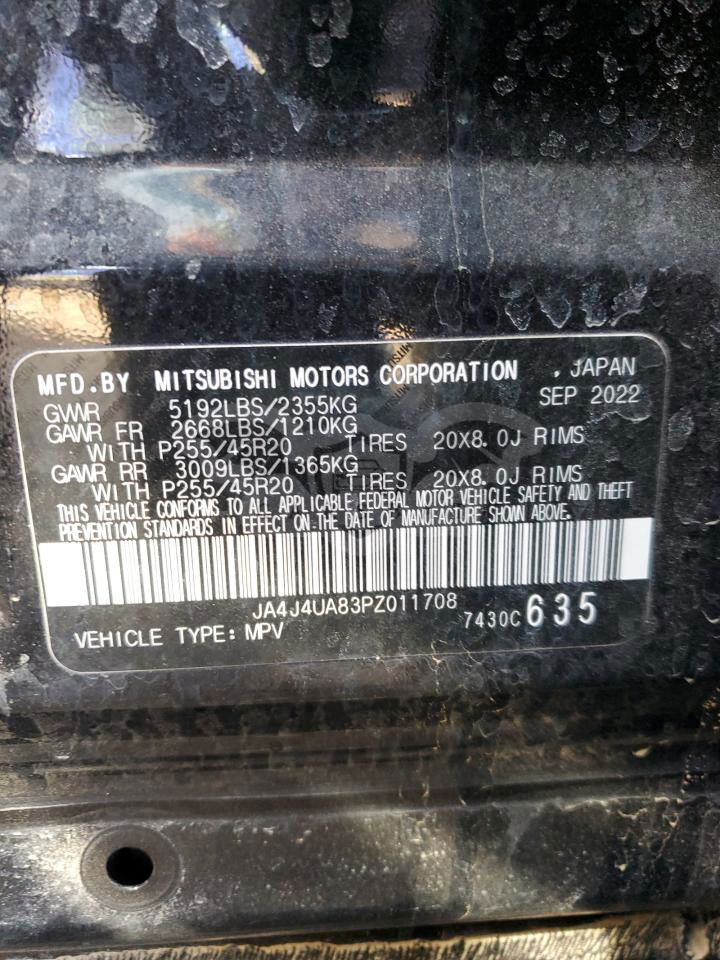 MFD.BY MITSUBISHI MOTORS CORPORATION , JAPAN
GVWR 5192LBS/2355KG SEP 2022
GAWR FR 2668LBS/1210KG
WITH P255/45R20 TIRES 20X8.0J RIMS
GAWR RR 3009LBS/1365KG
WITH P255/45R20 TIRES 20X8.0J RIMS
THIS VEHICLE CONFORMS TO ALL APPLICABLE FEDERAL MOTOR VEHICLE SAFETY AND THEFT
PREVENTION STANDARDS IN EFFECT ON THE DATE OF MANUFACTURE SHOWN ABOVE.
JA4J4UA83PZ011708
VEHICLE TYPE: MPV 7430C 635